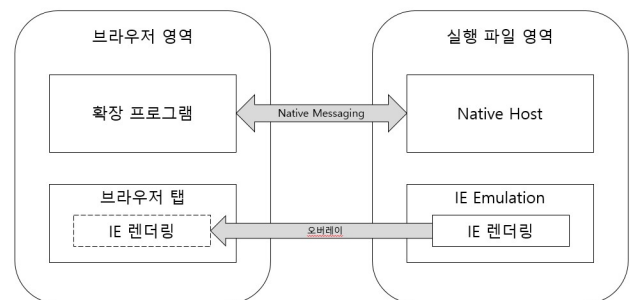 브라우저 영역
실행 파일 영역
확장 프로그램
Native Messaging
Native Host
브라우저 탭
IE Emulation
IE 렌더링
오버레이
IE 렌더링